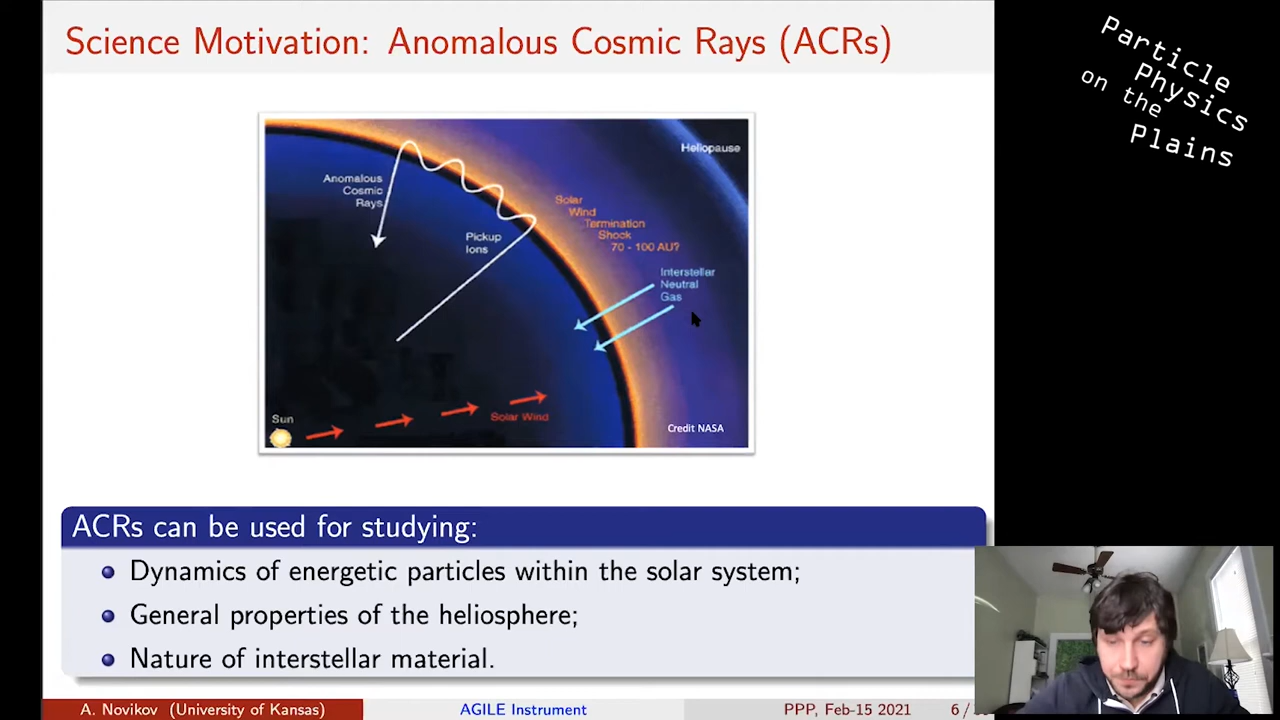 Science Motivation: Anomalous Cosmic Rays (ACRs)
Particle
Physics
on the
Plains
Heliopause
Anomalous
Cosmic
Rays
Solar
Wind
Termination
Shock
70 - 100 AU?
Pickup
Ions
Interstellar
Neutral
Gas
Sun
Solar Wind
Credit NASA
ACRs can be used for studying:
Dynamics of energetic particles within the solar system;
General properties of the heliosphere;
Nature of interstellar material.
A. Novikov (University of Kansas)
AGILE Instrument
PPP, Feb-15 2021
6 /